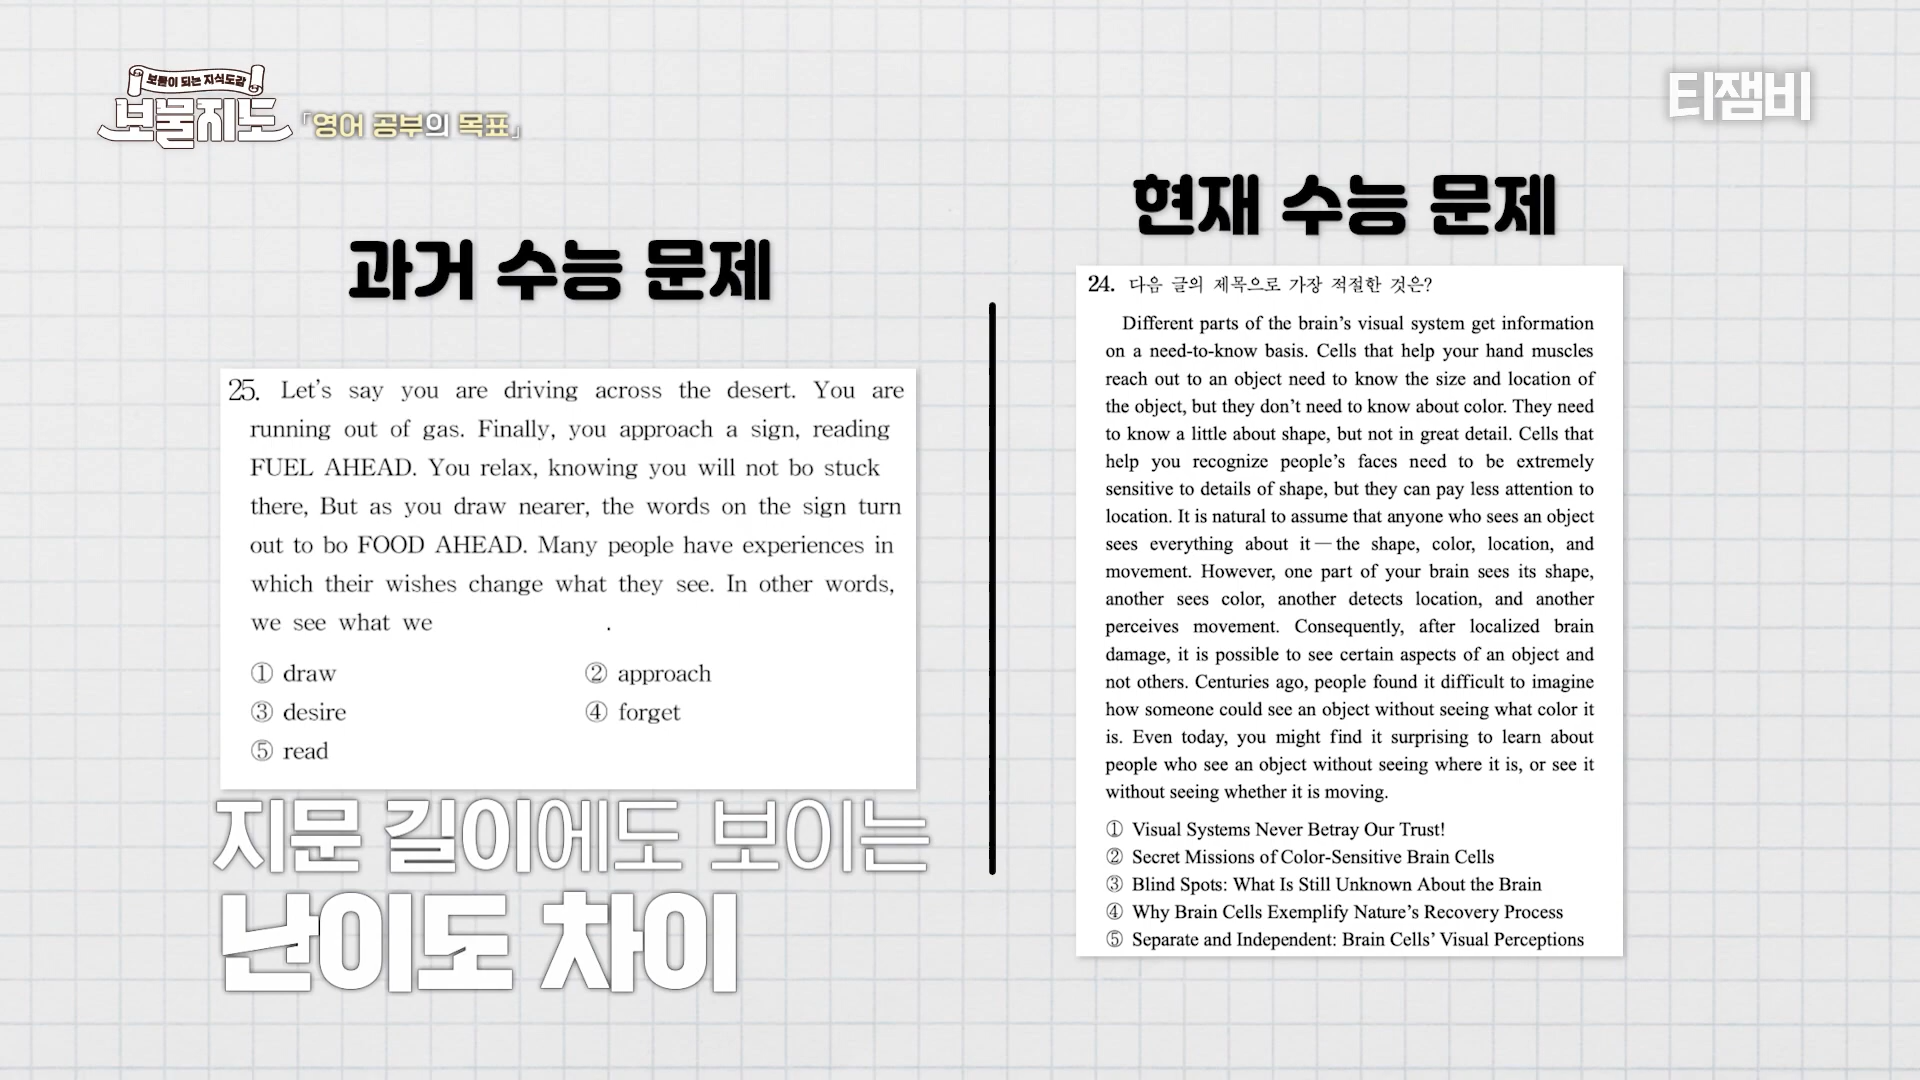 보물이 되는 지식도감
보물지도
「영어 공부의 목표」
티잼비
과거 수능 문제
25. Let's say you are driving across the desert. You are
running out of gas. Finally, you approach a sign, reading
FUEL AHEAD. You relax, knowing you will not bo stuck
there, But as you draw nearer, the words on the sign turn
out to bo FOOD AHEAD. Many people have experiences in
which their wishes change what they see. In other words,
we see what we .
① draw ② approach
③ desire ④ forget
⑤ read
지문 길이에도 보이는
난이도 차이
현재 수능 문제
24. 다음 글의 제목으로 가장 적절한 것은?
Different parts of the brain's visual system get information
on a need-to-know basis. Cells that help your hand muscles
reach out to an object need to know the size and location of
the object, but they don't need to know about color. They need
to know a little about shape, but not in great detail. Cells that
help you recognize people's faces need to be extremely
sensitive to details of shape, but they can pay less attention to
location. It is natural to assume that anyone who sees an object
sees everything about it — the shape, color, location, and
movement. However, one part of your brain sees its shape,
another sees color, another detects location, and another
perceives movement. Consequently, after localized brain
damage, it is possible to see certain aspects of an object and
not others. Centuries ago, people found it difficult to imagine
how someone could see an object without seeing what color it
is. Even today, you might find it surprising to learn about
people who see an object without seeing where it is, or see it
without seeing whether it is moving.
① Visual Systems Never Betray Our Trust!
② Secret Missions of Color-Sensitive Brain Cells
③ Blind Spots: What Is Still Unknown About the Brain
④ Why Brain Cells Exemplify Nature's Recovery Process
⑤ Separate and Independent: Brain Cells' Visual Perceptions